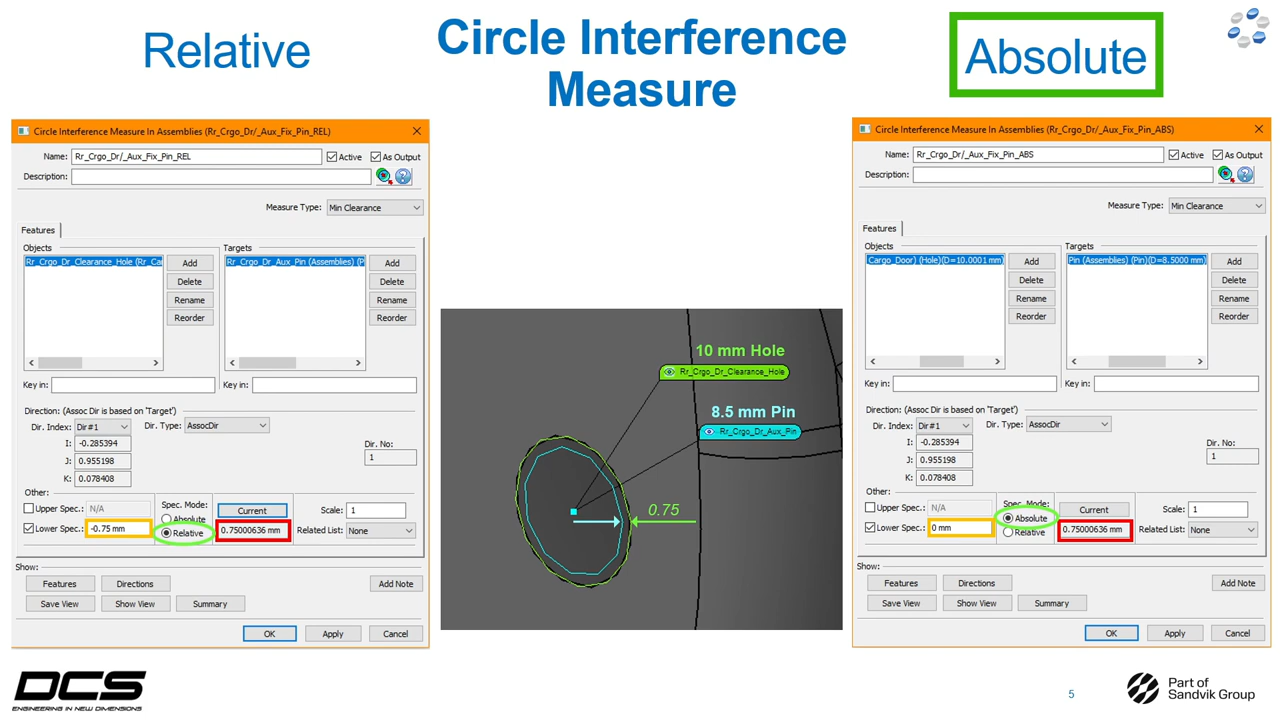 Relative
Circle Interference
Measure
Absolute
Circle Interference Measure In Assemblies (Rr_Crgo_Dr/_Aux_Fix_Pin_REL)
Name: Rr_Crgo_Dr/_Aux_Fix_Pin_REL Active As Output
Description:
Measure Type: Min Clearance
Features
Objects Targets
Rr_Crgo_Dr_Clearance_Hole (Rr_Ca Add Rr_Crgo_Dr_Aux_Pin (Assemblies) (P Add
Delete Delete
Rename Rename
Reorder Reorder
Key in: Key in:
Direction: (Assoc Dir is based on 'Target')
Dir. Index: Dir#1 Dir. Type: AssocDir
I: -0.285394
Dir. No:
J: 0.955198 1
K: 0.078408
Other:
Upper Spec.: N/A Spec. Mode: Current Scale: 1
Absolute
Lower Spec.: -0.75 mm Relative 0.75000636 mm Related List: None
Show:
Features Directions Add Note
Save View Show View Summary
OK Apply Cancel
10 mm Hole
Rr_Crgo_Dr_Clearance_Hole
8.5 mm Pin
Rr_Crgo_Dr_Aux_Pin
0.75
Circle Interference Measure In Assemblies (Rr_Crgo_Dr/_Aux_Fix_Pin_ABS)
Name: Rr_Crgo_Dr/_Aux_Fix_Pin_ABS Active As Output
Description:
Measure Type: Min Clearance
Features
Objects Targets
Cargo_Door) (Hole)(D=10.0001 mm) Add Pin (Assemblies) (Pin)(D=8.5000 mm) Add
Delete Delete
Rename Rename
Reorder Reorder
Key in: Key in:
Direction: (Assoc Dir is based on 'Target')
Dir. Index: Dir#1 Dir. Type: AssocDir
I: -0.285394
Dir. No:
J: 0.955198 1
K: 0.078408
Other:
Upper Spec.: N/A Spec. Mode: Current Scale: 1
Absolute
Lower Spec.: 0 mm Relative 0.75000636 mm Related List: None
Show:
Features Directions Add Note
Save View Show View Summary
OK Apply Cancel
DCS
ENGINEERING IN NEW DIMENSIONS
5
Part of
Sandvik Group